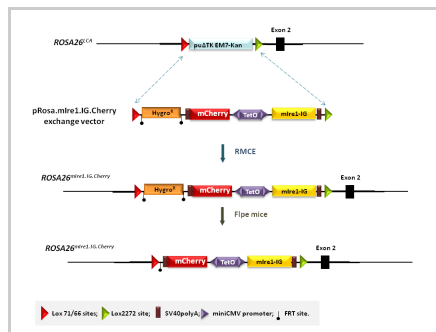 ROSA26^LCA
puΔTK EM7-Kan
Exon 2
pRosa.mIre1.IG.Cherry
exchange vector
Hygro^R
mCherry
TetO
mIre1-IG
RMCE
ROSA26^mIre1.IG.Cherry
Hygro^R
mCherry
TetO
mIre1-IG
Exon 2
Flpe mice
ROSA26^mIre1.IG.Cherry
mCherry
TetO
mIre1-IG
Exon 2
Lox 71/66 sites; Lox2272 site; SV40polyA; miniCMV promoter; FRT site.